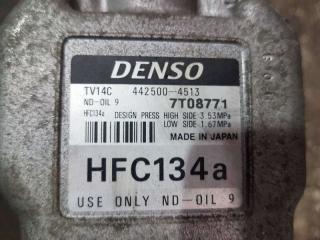 DENSO
TV14C 442500-4513
ND-OIL 9 7T08771
HFC134a DESIGN PRESS HIGH SIDE 3.53MPa
LOW SIDE 1.67MPa
MADE IN JAPAN
HFC134a
USE ONLY ND-OIL 9